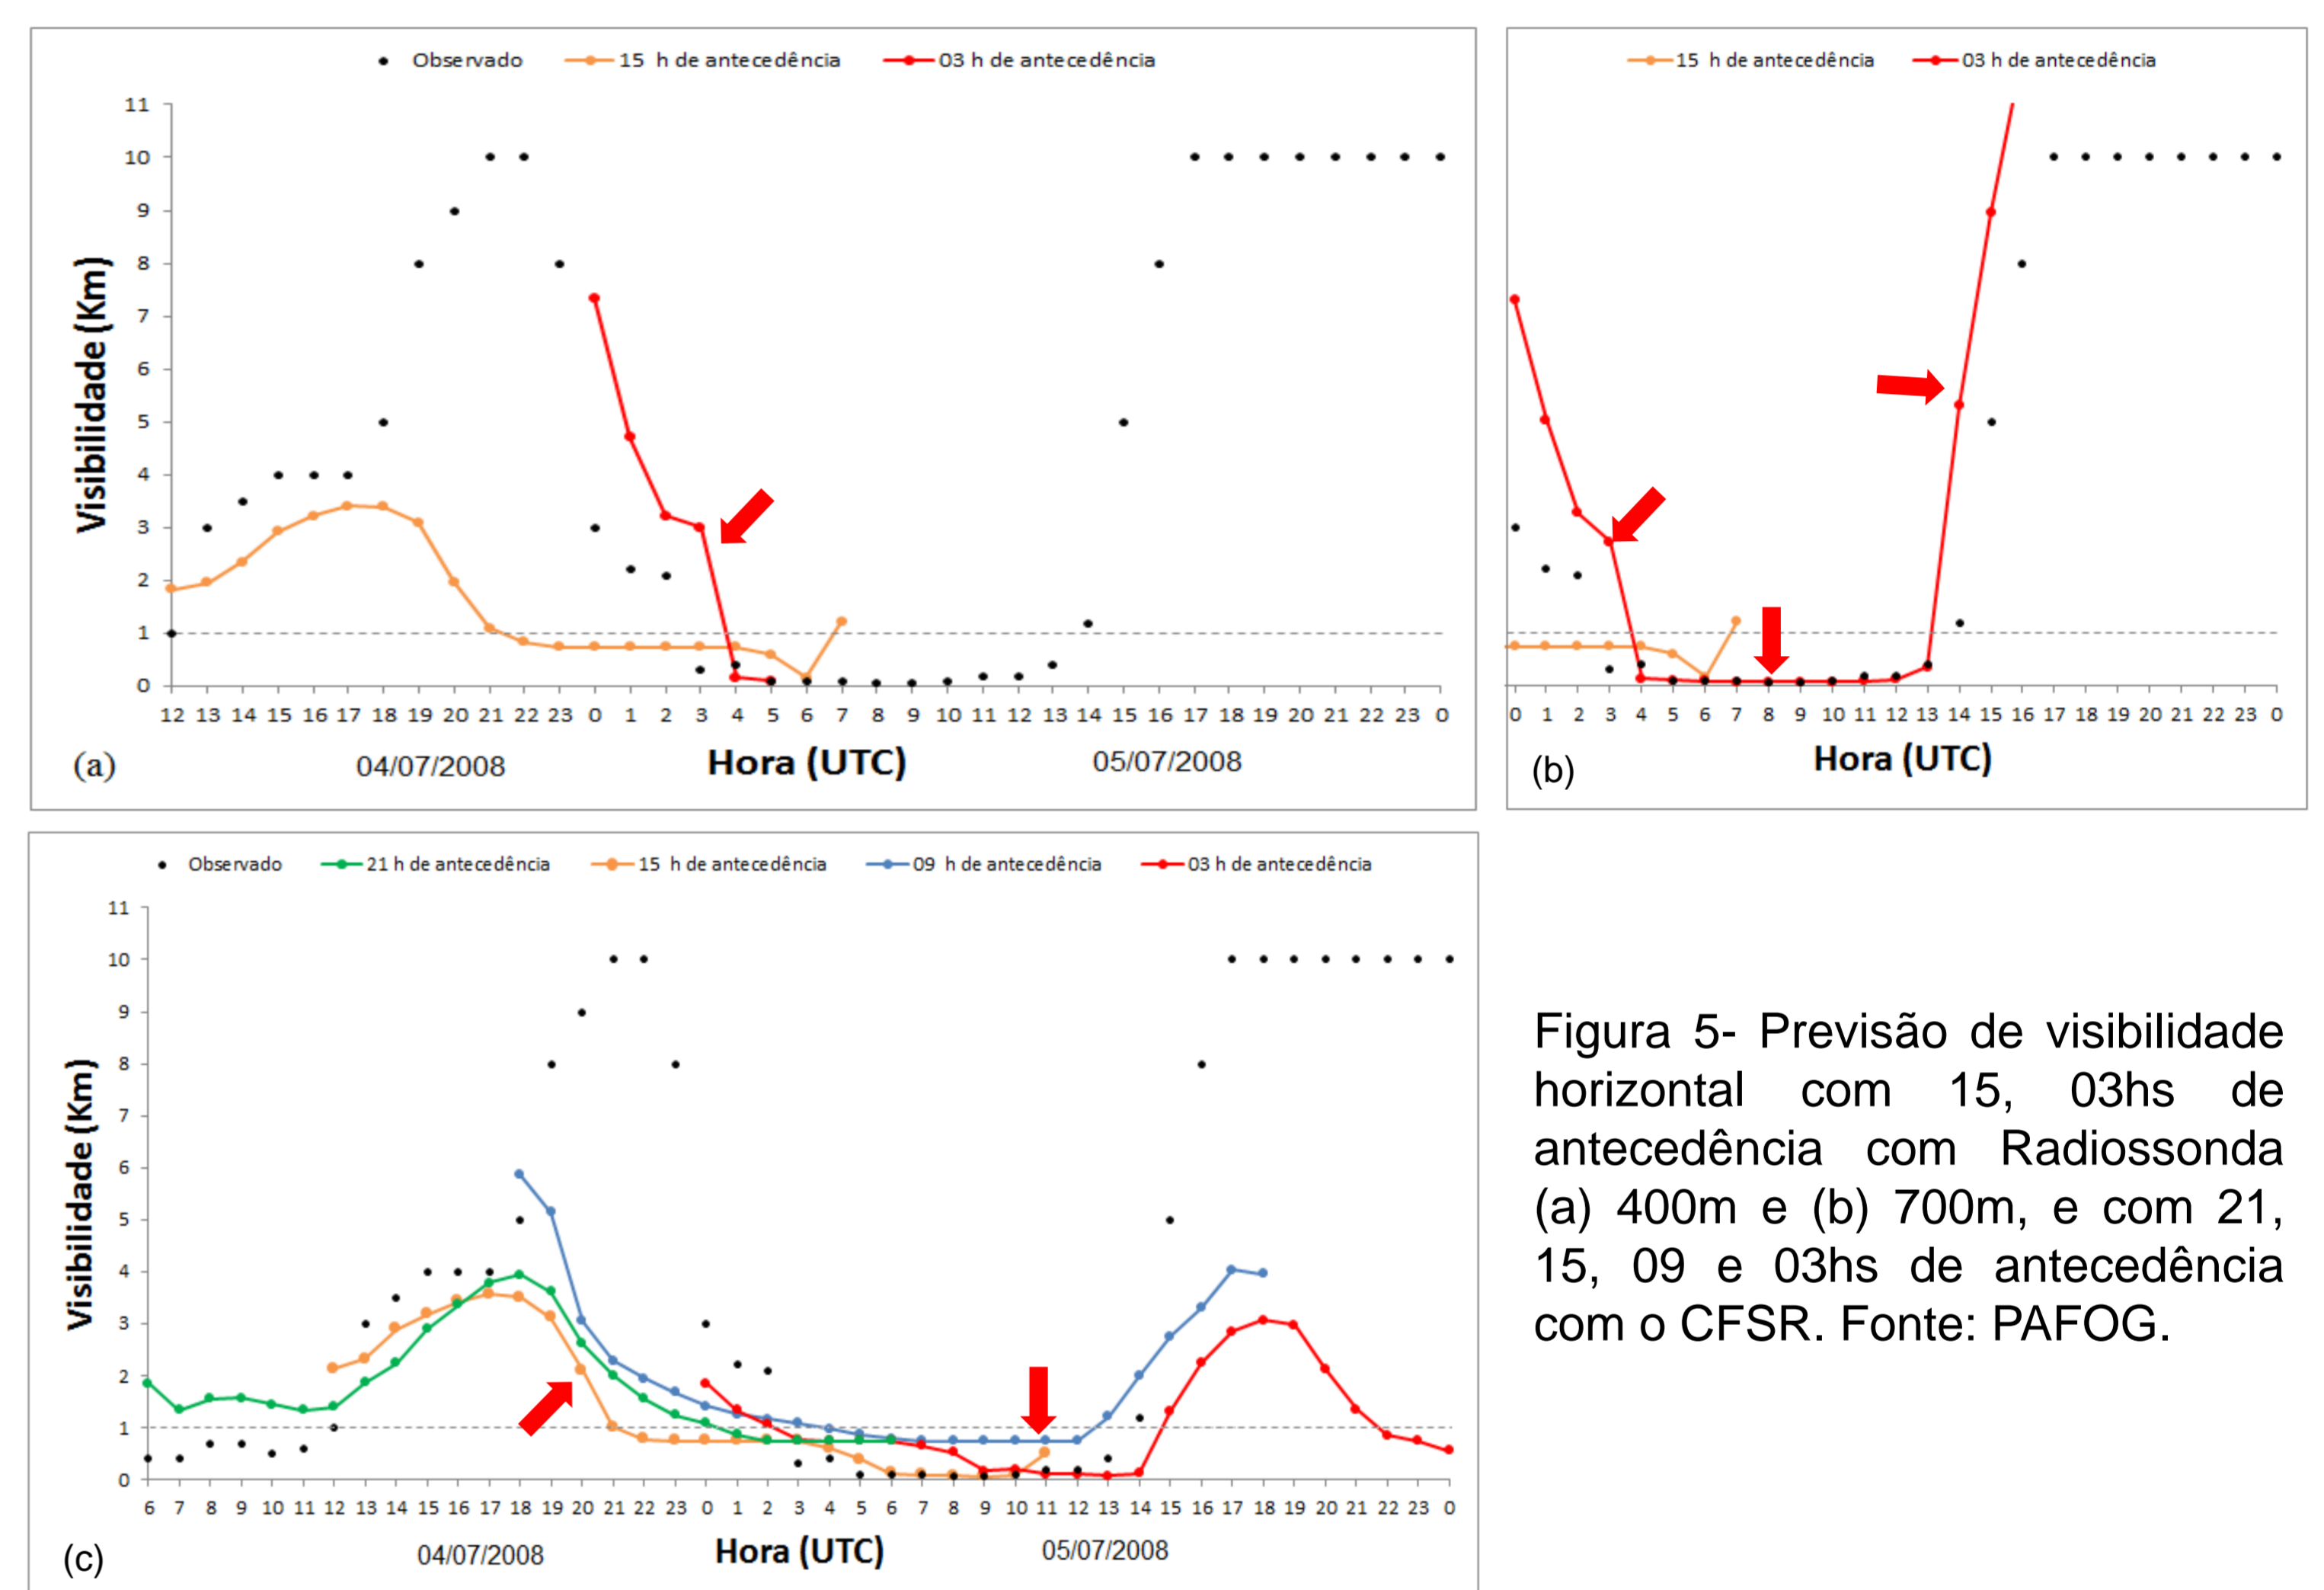 Observado 15 h de antecedência 03 h de antecedência
11
10
9
8
7
6
5
4
3
2
1
0
Visibilidade (Km)
12 13 14 15 16 17 18 19 20 21 22 23 0 1 2 3 4 5 6 7 8 9 10 11 12 13 14 15 16 17 18 19 20 21 22 23 0
(a) 04/07/2008 Hora (UTC) 05/07/2008
15 h de antecedência 03 h de antecedência
0 1 2 3 4 5 6 7 8 9 10 11 12 13 14 15 16 17 18 19 20 21 22 23 0
(b) Hora (UTC)
Observado 21 h de antecedência 15 h de antecedência 09 h de antecedência 03 h de antecedência
11
10
9
8
7
6
5
4
3
2
1
0
Visibilidade (Km)
6 7 8 9 10 11 12 13 14 15 16 17 18 19 20 21 22 23 0 1 2 3 4 5 6 7 8 9 10 11 12 13 14 15 16 17 18 19 20 21 22 23 0
(c) 04/07/2008 Hora (UTC) 05/07/2008
Figura 5- Previsão de visibilidade
horizontal com 15, 03hs de
antecedência com Radiossonda
(a) 400m e (b) 700m, e com 21,
15, 09 e 03hs de antecedência
com o CFSR. Fonte: PAFOG.